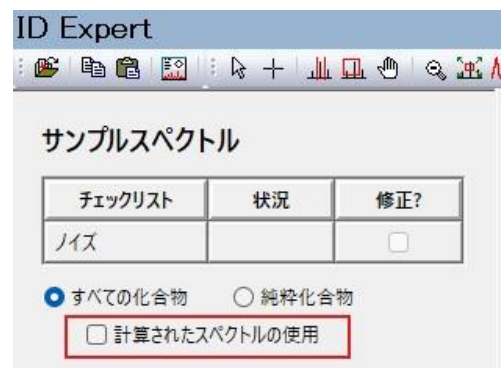 ID Expert
サンプルスペクトル
チェックリスト 状況 修正?
ノイズ
すべての化合物 純粋化合物
計算されたスペクトルの使用